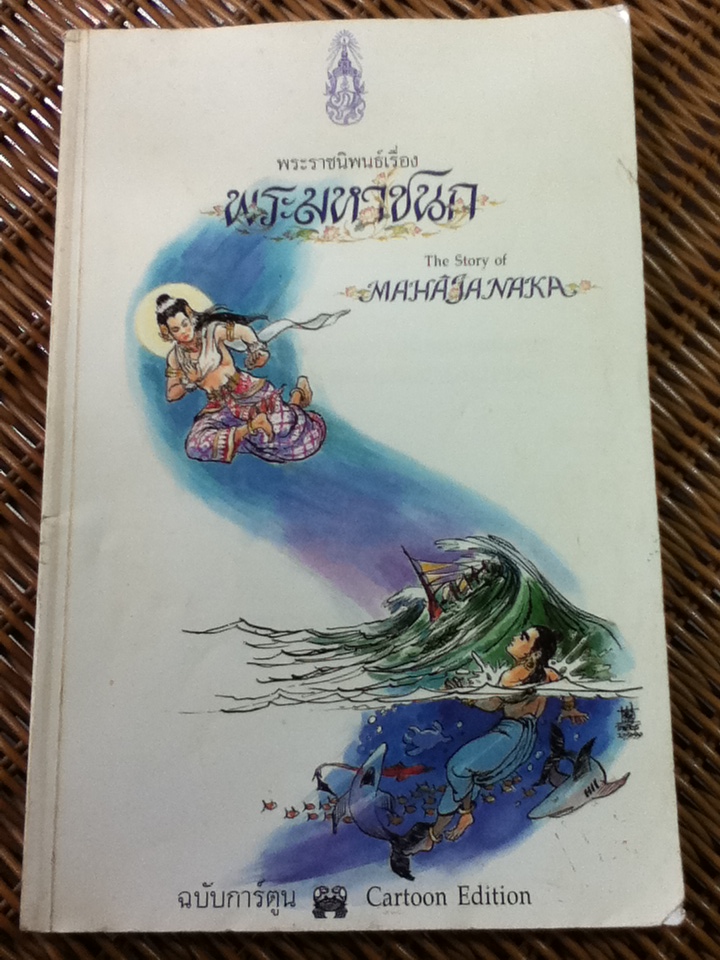 พระราชนิพนธ์เรื่อง
พระมหาชนก
The Story of
MAHĀJANAKA
ฉบับการ์ตูน Cartoon Edition